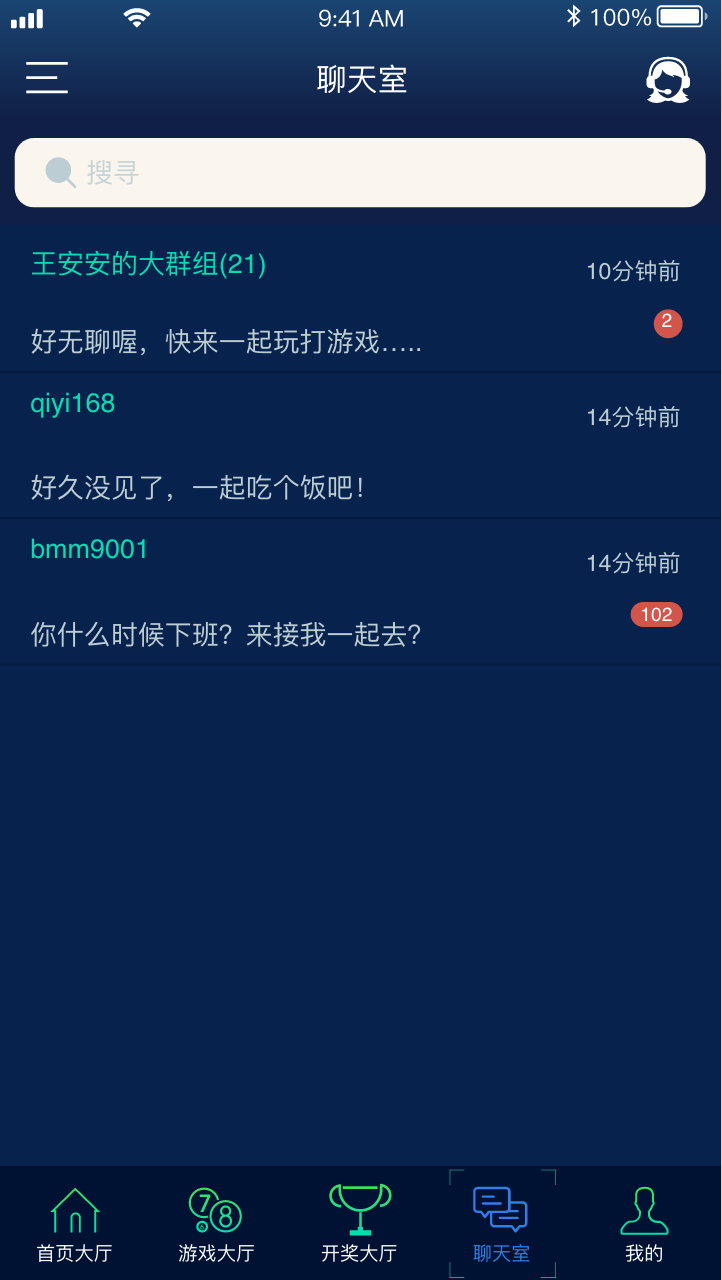 9:41 AM 100%
聊天室
搜寻
王安安的大群组(21)
10分钟前
好无聊喔，快来一起玩打游戏…..
2
qiyi168
14分钟前
好久没见了，一起吃个饭吧！
bmm9001
14分钟前
你什么时候下班？来接我一起去?
102
7 8 6
首页大厅 游戏大厅 开奖大厅 聊天室 我的